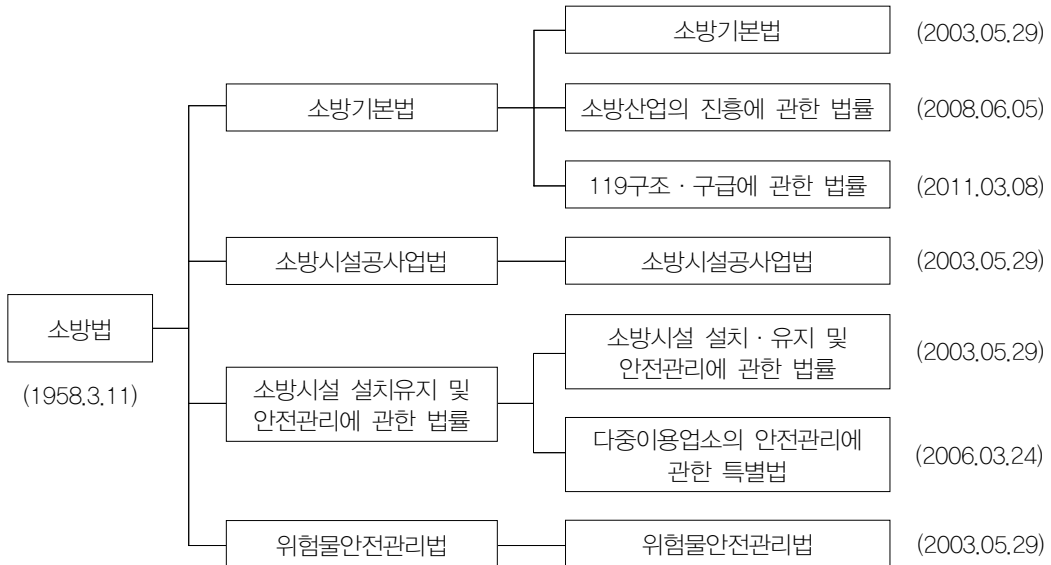 소방기본법
(2003.05.29)
소방기본법
소방산업의 진흥에 관한 법률
(2008.06.05)
119구조 · 구급에 관한 법률
(2011.03.08)
소방시설공사업법
소방시설공사업법
(2003.05.29)
소방법
(1958.3.11)
소방시설 설치유지 및
안전관리에 관한 법률
소방시설 설치 · 유지 및
안전관리에 관한 법률
(2003.05.29)
다중이용업소의 안전관리에
관한 특별법
(2006.03.24)
위험물안전관리법
위험물안전관리법
(2003.05.29)